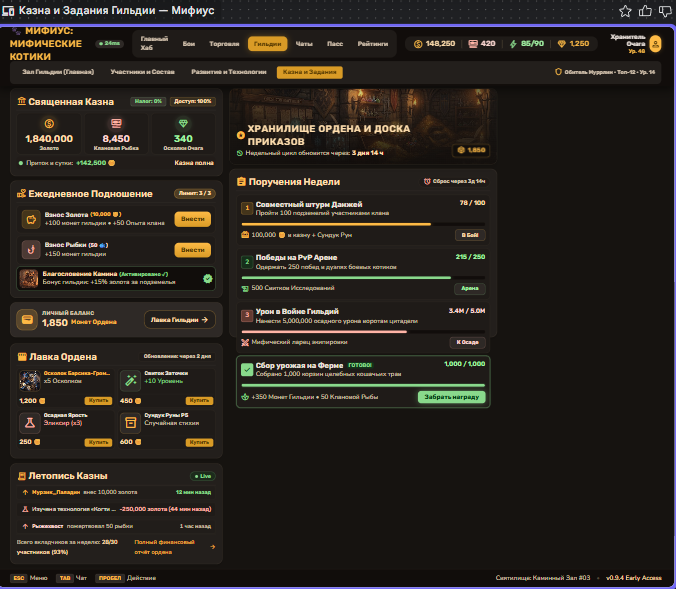 Казна и Задания Гильдии — Мифиус
МИФИУС:
МИФИЧЕСКИЕ
КОТИКИ
24ms
Главный
Хаб
Бои
Торговля
Гильдии
Чаты
Пасс
Рейтинги
148,250
420
85/90
1,250
Хранитель
Очага
Ур. 48
Зал Гильдии (Главная)
Участники и Состав
Развития и Технологии
Казна и Задания
Обитель Мурряни • Топ-12 • Ур. 14
Священная Казна
Налог: 0%
Доступ: 100%
1,840,000
Золото
8,450
Клановая Рыбка
340
Осколки Очага
Приток в сутки: +142,500
Казна полна
Ежедневное Подношение
Лимит: 3 / 3
Взнос Золота (10,000)
+100 монет гильдии • +50 Опыта клана
Внести
Взнос Рыбки (50)
+150 монет гильдии
Внести
Благословение Камина (Активировано ✓)
Бонус гильдии: +15% золота за подземелья
ЛИЧНЫЙ БАЛАНС
1,850 Монет Ордена
Лавка Гильдии →
Лавка Ордена
Обновление: через 2 дня
Осколок Барсика-Гром...
x5 Осколков
1,200
Купить
Свиток Заточки
+10 Уровень
450
Купить
Осадная Ярость
Эликсир (x3)
250
Купить
Сундук Руны P5
Случайная стихия
600
Купить
Летопись Казны
Live
Мурзик_Паладин внес 10,000 золота
12 мин назад
Изучена технология «Когти ...
-250,000 золота (44 мин назад)
Рыжехвост пожертвовал 50 рыбки
1 час назад
Всего вкладчиков за неделю: 28/30
участников (93%)
Полный финансовый
отчёт ордена →
ХРАНИЛИЩЕ ОРДЕНА И ДОСКА
ПРИКАЗОВ
Недельный цикл обновится через: 3 дня 14 ч
1,850
Поручения Недели
Сброс через 3д 14ч
1
Совместный штурм Данжей
78 / 100
Пройти 100 подземелий участниками клана
100,000 в казну + Сундук Рун
В Бой!
2
Победы на PvP Арене
215 / 250
Одержать 250 побед в дуэлях боевых котиков
500 Свитков Исследований
Арена
3
Урон в Войне Гильдий
3.4M / 5.0M
Нанести 5,000,000 осадного урона воротам цитадели
Мифический ларец экипировки
К Осаде
Сбор урожая на Ферме
ГОТОВО!
1,000 / 1,000
Собрано 1,000 корзин целебных кошачьих трав
+350 Монет Гильдии • 50 Клановой Рыбы
Забрать награду
ESC Меню
TAB Чат
ПРОБЕЛ Действие
Святилище: Каминный Зал #03
•
v0.9.4 Early Access